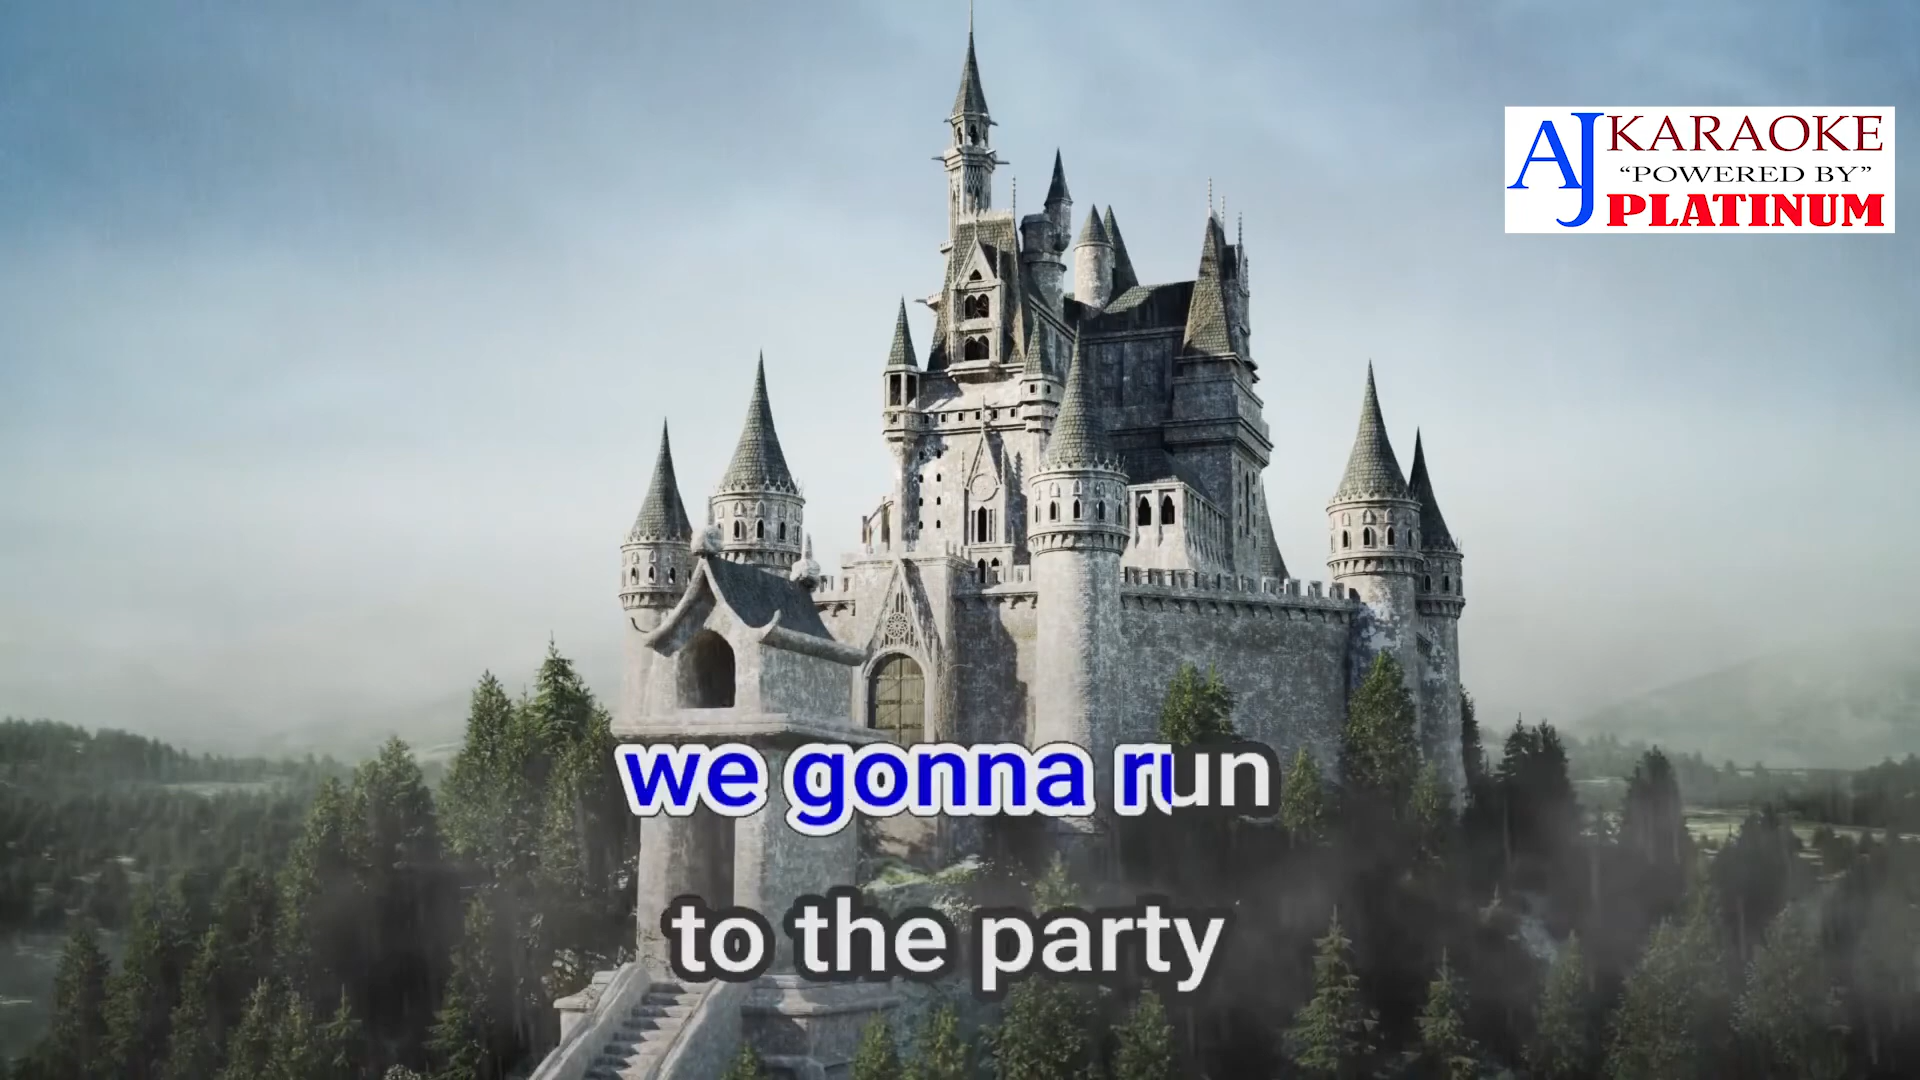 AJ KARAOKE
“POWERED BY”
PLATINUM
we gonna run
to the party